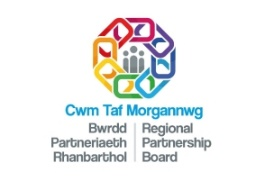 Cwm Taf Morgannwg
Bwrdd
Partneriaeth
Rhanbarthol
Regional
Partnership
Board